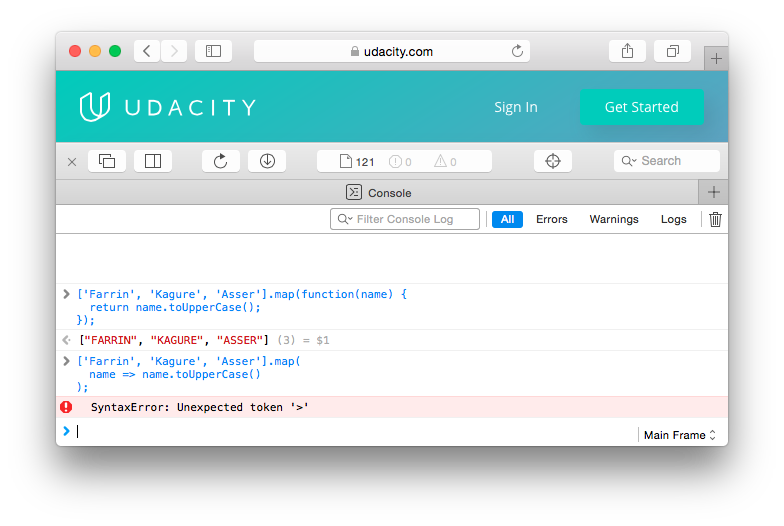 udacity.com
UDACITY
Sign In
Get Started
121
0
0
Search
Console
Filter Console Log
All
Errors
Warnings
Logs
['Farrin', 'Kagure', 'Asser'].map(function(name) {
return name.toUpperCase();
});
["FARRIN", "KAGURE", "ASSER"] (3) = $1
['Farrin', 'Kagure', 'Asser'].map(
name => name.toUpperCase()
);
SyntaxError: Unexpected token '>'
Main Frame